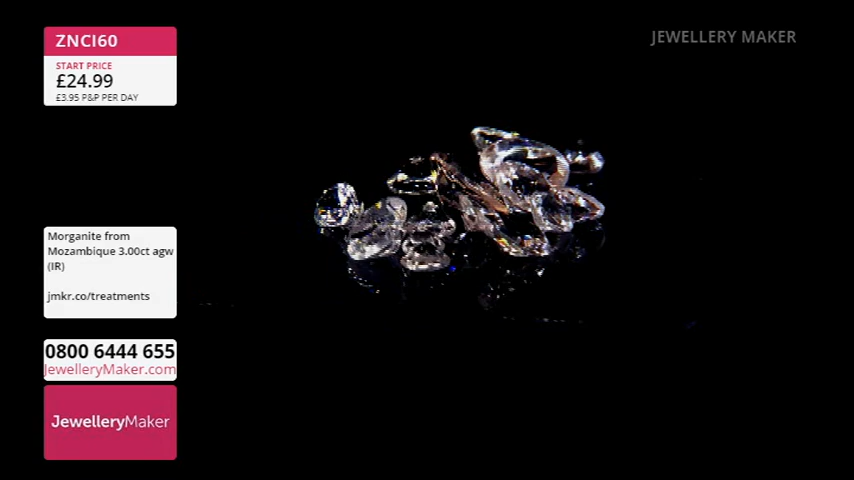 ZNCI60
START PRICE
£24.99
£3.95 P&P PER DAY
JEWELLERY MAKER
Morganite from
Mozambique 3.00ct agw
(IR)
jmkr.co/treatments
0800 6444 655
JewelleryMaker.com
JewelleryMaker